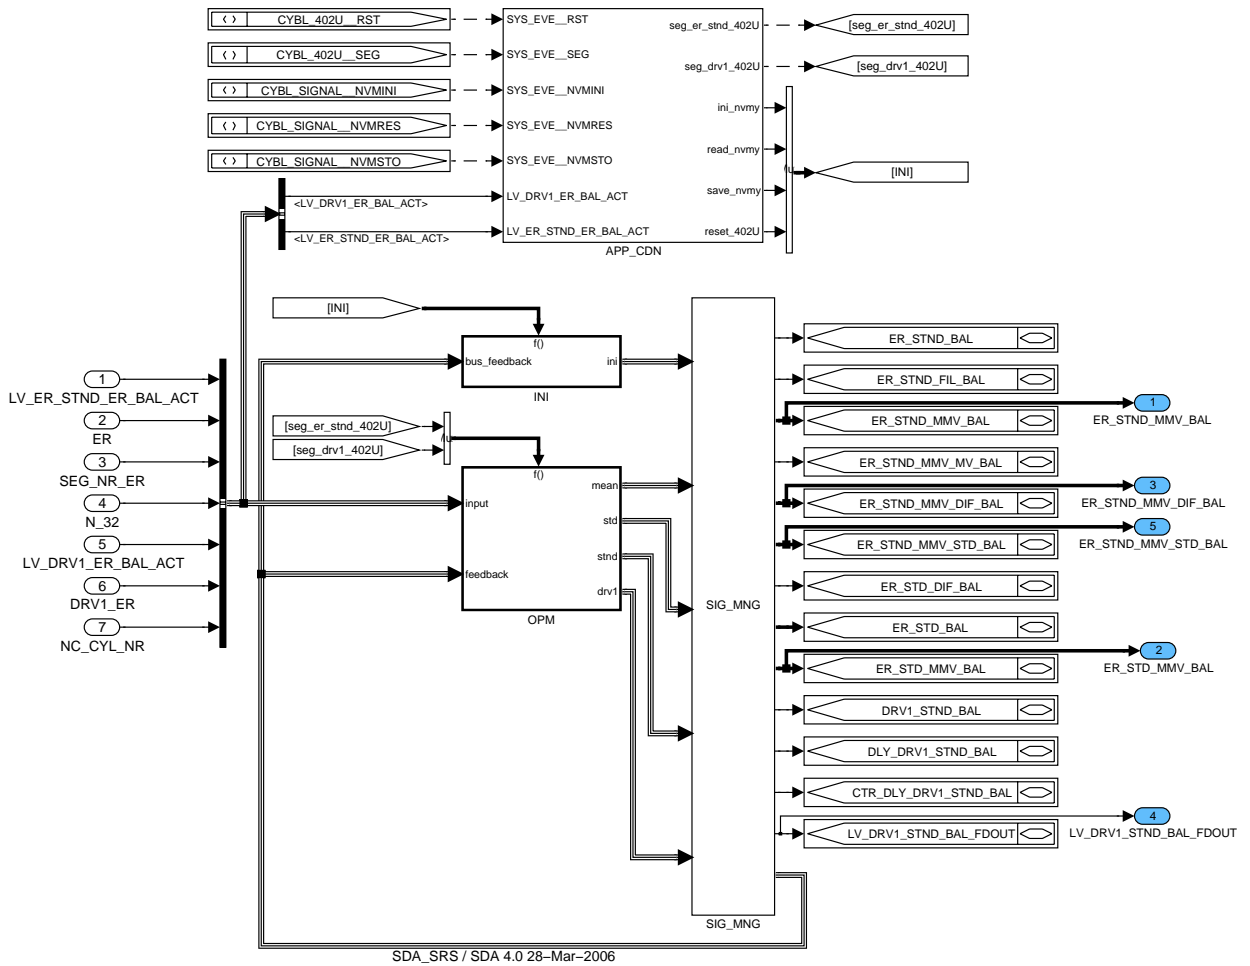 CYBL_402U__RST
SYS_EVE__RST
seg_er_stnd_402U
[seg_er_stnd_402U]
CYBL_402U__SEG
SYS_EVE__SEG
seg_drv1_402U
[seg_drv1_402U]
CYBL_SIGNAL__NVMINI
SYS_EVE__NVMINI
ini_nvmy
CYBL_SIGNAL__NVMRES
SYS_EVE__NVMRES
read_nvmy
CYBL_SIGNAL__NVMSTO
SYS_EVE__NVMSTO
[INI]
save_nvmy
<LV_DRV1_ER_BAL_ACT>
LV_DRV1_ER_BAL_ACT
<LV_ER_STND_ER_BAL_ACT>
LV_ER_STND_ER_BAL_ACT
reset_402U
APP_CDN
[INI]
f()
bus_feedback
ini
INI
[seg_er_stnd_402U]
[seg_drv1_402U]
f()
input
feedback
mean
std
stnd
drv1
OPM
1
LV_ER_STND_ER_BAL_ACT
2
ER
3
SEG_NR_ER
4
N_32
5
LV_DRV1_ER_BAL_ACT
6
DRV1_ER
7
NC_CYL_NR
SIG_MNG
SIG_MNG
ER_STND_BAL
ER_STND_FIL_BAL
ER_STND_MMV_BAL
1
ER_STND_MMV_BAL
ER_STND_MMV_MV_BAL
ER_STND_MMV_DIF_BAL
3
ER_STND_MMV_DIF_BAL
ER_STND_MMV_STD_BAL
5
ER_STND_MMV_STD_BAL
ER_STD_DIF_BAL
ER_STD_BAL
ER_STD_MMV_BAL
2
ER_STD_MMV_BAL
DRV1_STND_BAL
DLY_DRV1_STND_BAL
CTR_DLY_DRV1_STND_BAL
LV_DRV1_STND_BAL_FDOUT
4
LV_DRV1_STND_BAL_FDOUT
SDA_SRS / SDA 4.0 28–Mar–2006